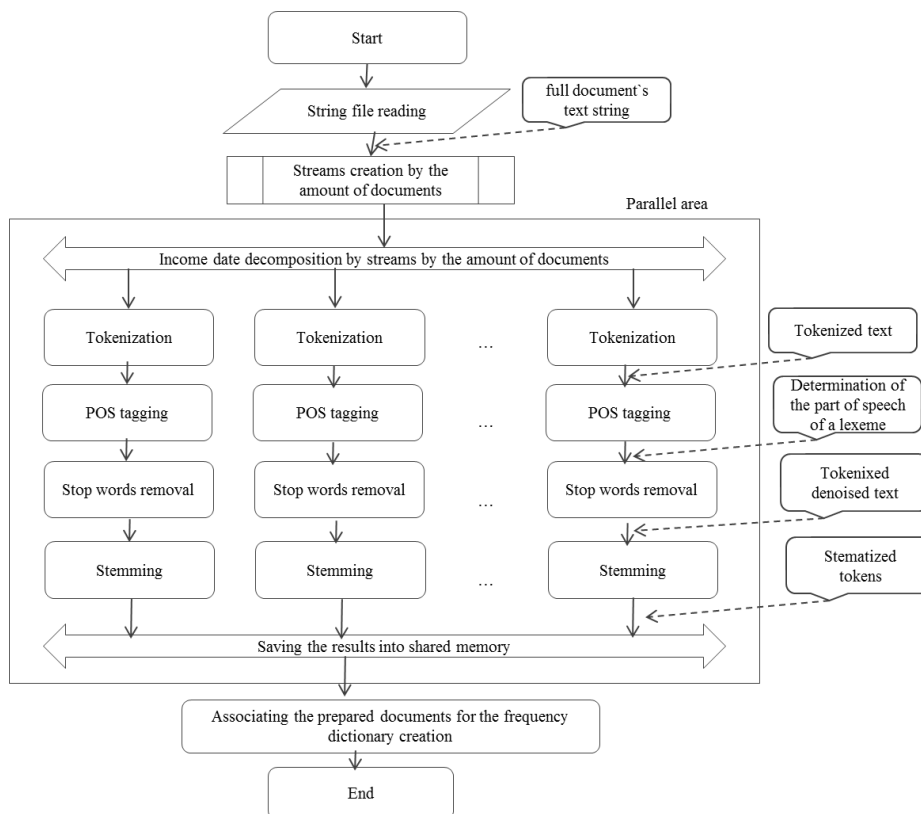 Start
String file reading
full document`s
text string
Streams creation by the
amount of documents
Parallel area
Income date decomposition by streams by the amount of documents
Tokenization
Tokenization
...
Tokenization
Tokenized text
POS tagging
POS tagging
...
POS tagging
Determination of
the part of speech
of a lexeme
Stop words removal
Stop words removal
...
Stop words removal
Tokenixed
denoised text
Stemming
Stemming
...
Stemming
Stematized
tokens
Saving the results into shared memory
Associating the prepared documents for the frequency
dictionary creation
End